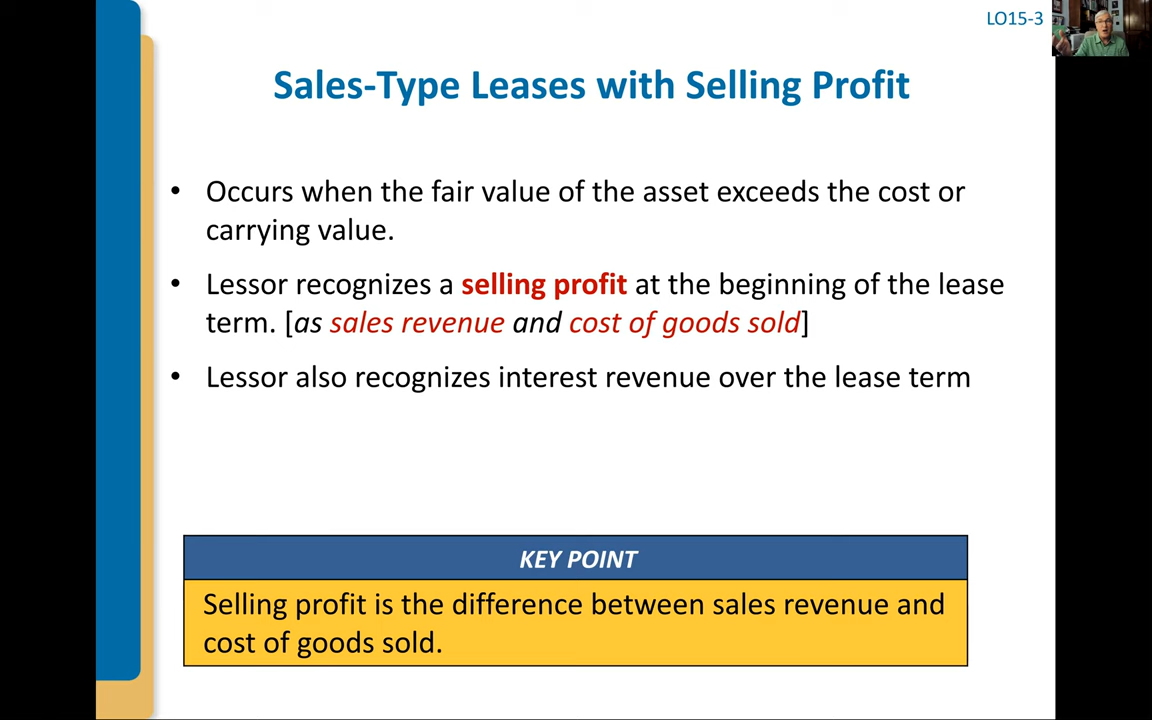 LO15-3
Sales-Type Leases with Selling Profit
• Occurs when the fair value of the asset exceeds the cost or
carrying value.
• Lessor recognizes a selling profit at the beginning of the lease
term. [as sales revenue and cost of goods sold]
• Lessor also recognizes interest revenue over the lease term
KEY POINT
Selling profit is the difference between sales revenue and
cost of goods sold.